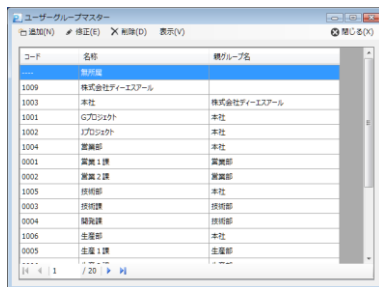 ユーザーグループマスター
追加(N) 修正(E) 削除(D) 表示(V) 閉じる(X)
コード 名称 親グループ名
---- 無所属
1009 株式会社ディーエスアール
1003 本社 株式会社ディーエスアール
1001 Gプロジェクト 本社
1002 Jプロジェクト 本社
1004 営業部 本社
0001 営業1課 営業部
0002 営業2課 営業部
1005 技術部 本社
0003 技術課 技術部
0004 開発課 技術部
1006 生産部 本社
0005 生産1課 生産部
1 / 20